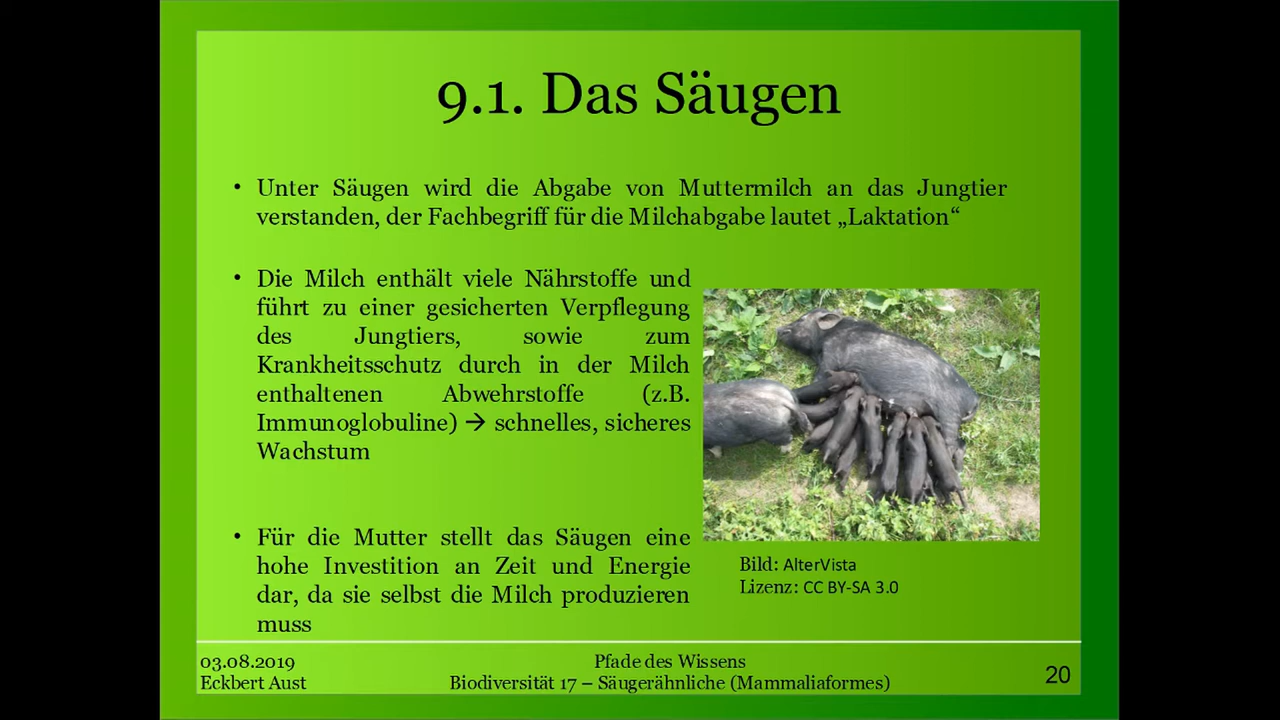 9.1. Das Säugen
• Unter Säugen wird die Abgabe von Muttermilch an das Jungtier
verstanden, der Fachbegriff für die Milchabgabe lautet „Laktation“
• Die Milch enthält viele Nährstoffe und
führt zu einer gesicherten Verpflegung
des Jungtiers, sowie zum
Krankheitsschutz durch in der Milch
enthaltenen Abwehrstoffe (z.B.
Immunoglobuline) → schnelles, sicheres
Wachstum
• Für die Mutter stellt das Säugen eine
hohe Investition an Zeit und Energie
dar, da sie selbst die Milch produzieren
muss
Bild: AlterVista
Lizenz: CC BY-SA 3.0
03.08.2019
Eckbert Aust
Pfade des Wissens
Biodiversität 17 – Säugerähnliche (Mammaliaformes)
20